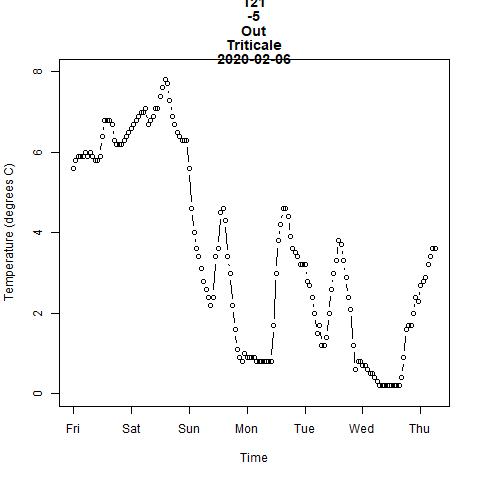 121
-5
Out
Triticale
2020-02-06
Temperature (degrees C)
8
6
4
2
0
Fri Sat Sun Mon Tue Wed Thu
Time